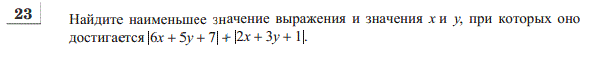 23
Найдите наименьшее значение выражения и значения x и y, при которых оно
достигается |6x + 5y + 7| + |2x + 3y + 1|.